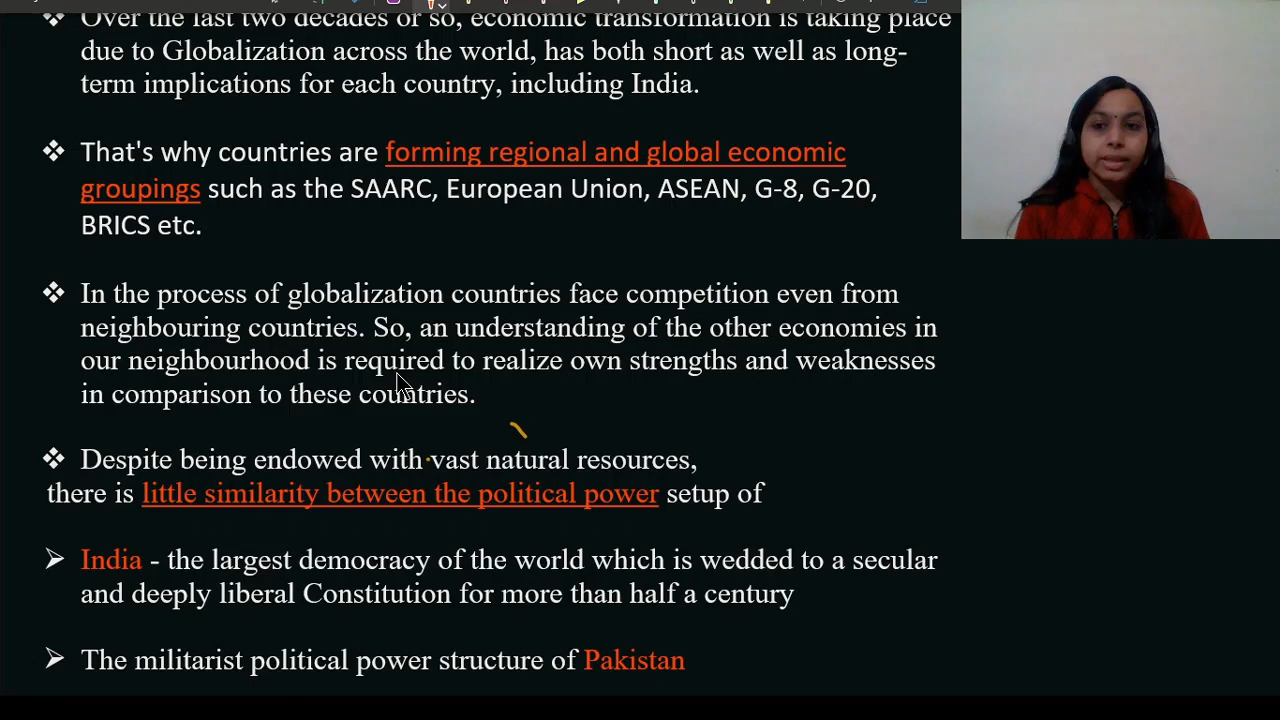 Over the last two decades or so, economic transformation is taking place
due to Globalization across the world, has both short as well as long-
term implications for each country, including India.
That's why countries are forming regional and global economic
groupings such as the SAARC, European Union, ASEAN, G-8, G-20,
BRICS etc.
In the process of globalization countries face competition even from
neighbouring countries. So, an understanding of the other economies in
our neighbourhood is required to realize own strengths and weaknesses
in comparison to these countries.
Despite being endowed with vast natural resources,
there is little similarity between the political power setup of
India - the largest democracy of the world which is wedded to a secular
and deeply liberal Constitution for more than half a century
The militarist political power structure of Pakistan